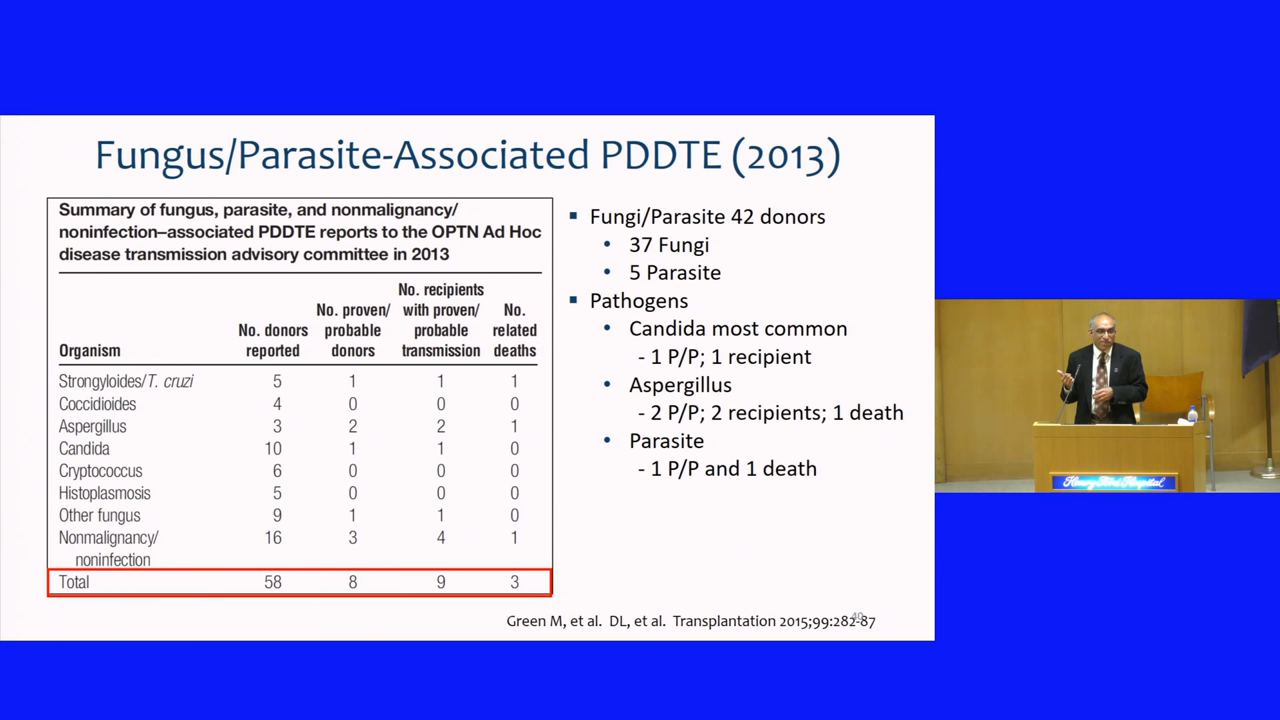 Fungus/Parasite-Associated PDDTE (2013)
Summary of fungus, parasite, and nonmalignancy/
noninfection–associated PDDTE reports to the OPTN Ad Hoc
disease transmission advisory committee in 2013
Organism No. donors reported No. proven/ probable donors No. recipients with proven/ probable transmission No. related deaths
Strongyloides/T. cruzi 5 1 1 1
Coccidioides 4 0 0 0
Aspergillus 3 2 2 1
Candida 10 1 1 0
Cryptococcus 6 0 0 0
Histoplasmosis 5 0 0 0
Other fungus 9 1 1 0
Nonmalignancy/ 16 3 4 1
noninfection
Total 58 8 9 3
▪ Fungi/Parasite 42 donors
• 37 Fungi
• 5 Parasite
▪ Pathogens
• Candida most common
- 1 P/P; 1 recipient
• Aspergillus
- 2 P/P; 2 recipients; 1 death
• Parasite
- 1 P/P and 1 death
Green M, et al. DL, et al. Transplantation 2015;99:282-87
49
Henry Ford Hospital